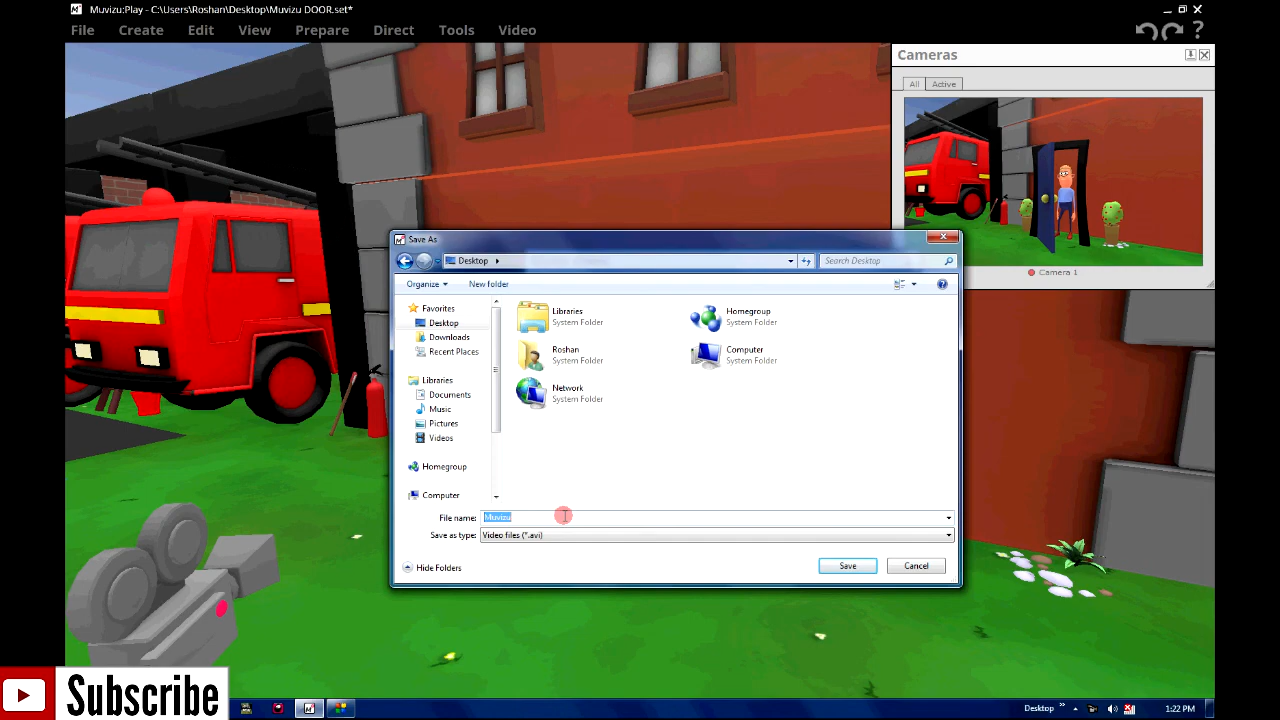 Muvizu:Play - C:\Users\Roshan\Desktop\Muvizu DOOR.set*
File Create Edit View Prepare Direct Tools Video
?
Cameras
All Active
Camera 1
Save As
Desktop
Search Desktop
Organize New folder
Favorites
Desktop
Downloads
Recent Places
Libraries
Documents
Music
Pictures
Videos
Homegroup
Computer
Libraries
System Folder
Homegroup
System Folder
Roshan
System Folder
Computer
System Folder
Network
System Folder
File name: Muvizu
Save as type: Video files (*.avi)
Hide Folders
Save Cancel
Subscribe
Desktop 1:22 PM